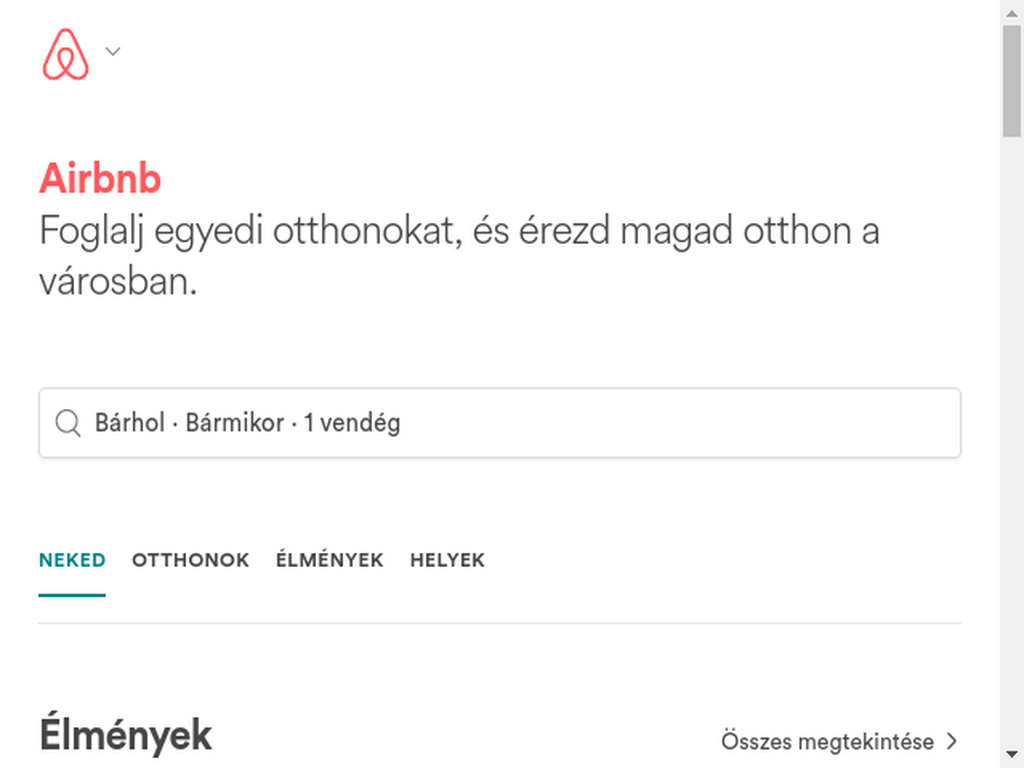 Airbnb
Foglalj egyedi otthonokat, és érezd magad otthon a
városban.
Bárhol · Bármikor · 1 vendég
NEKED OTTHONOK ÉLMÉNYEK HELYEK
Élmények Összes megtekintése